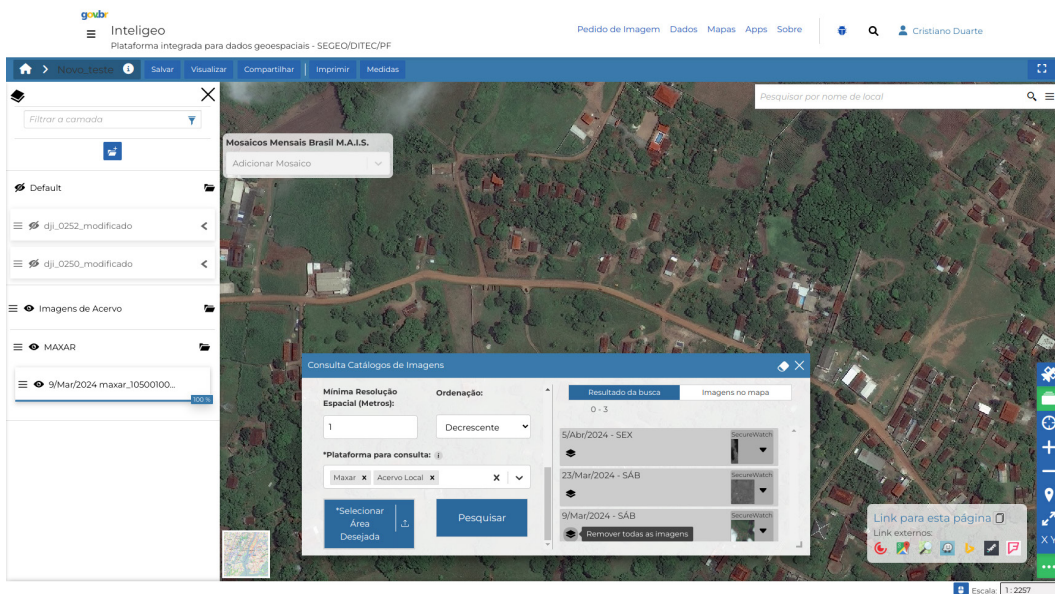 govbr
Inteligeo
Plataforma integrada para dados geoespaciais - SEGEO/DITEC/PF
Pedido de Imagem Dados Mapas Apps Sobre
Cristiano Duarte
Novo_teste
Salvar Visualizar Compartilhar Imprimir Medidas
Filtrar a camada
Pesquisar por nome de local
Mosaicos Mensais Brasil M.A.I.S.
Adicionar Mosaico
Default
dji_0252_modificado
dji_0250_modificado
Imagens de Acervo
MAXAR
9/Mar/2024 maxar_10500100...
100 %
Consulta Catálogos de Imagens
Mínima Resolução
Espacial (Metros):
Ordenação:
1
Decrescente
*Plataforma para consulta:
Maxar x Acervo Local x
*Selecionar
Área
Desejada
Pesquisar
Resultado da busca Imagens no mapa
0 - 3
5/Abr/2024 - SEX
SecureWatch
23/Mar/2024 - SÁB
SecureWatch
9/Mar/2024 - SÁB
SecureWatch
Remover todas as imagens
Link para esta página
Link externos:
X Y
Escala: 1 : 2257